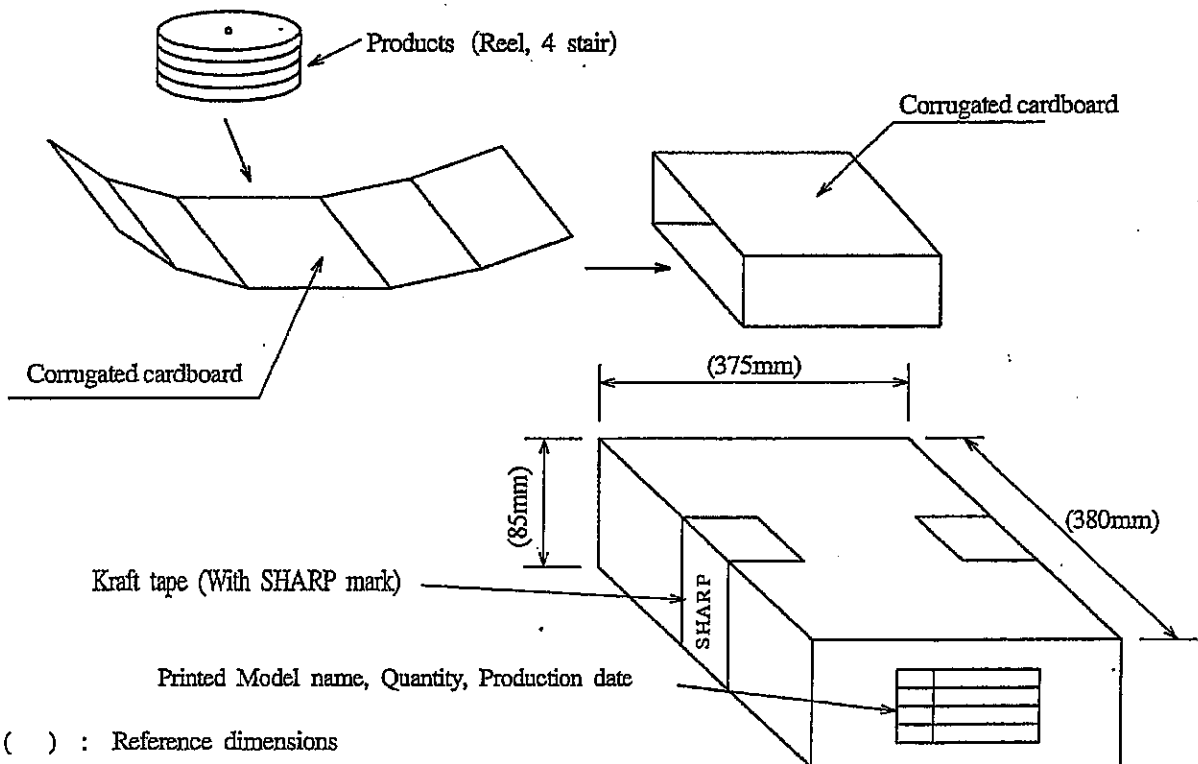 Products (Reel, 4 stair)
Corrugated cardboard
Corrugated cardboard
(375mm)
(85mm)
(380mm)
Kraft tape (With SHARP mark)
SHARP
Printed Model name, Quantity, Production date
( ) : Reference dimensions